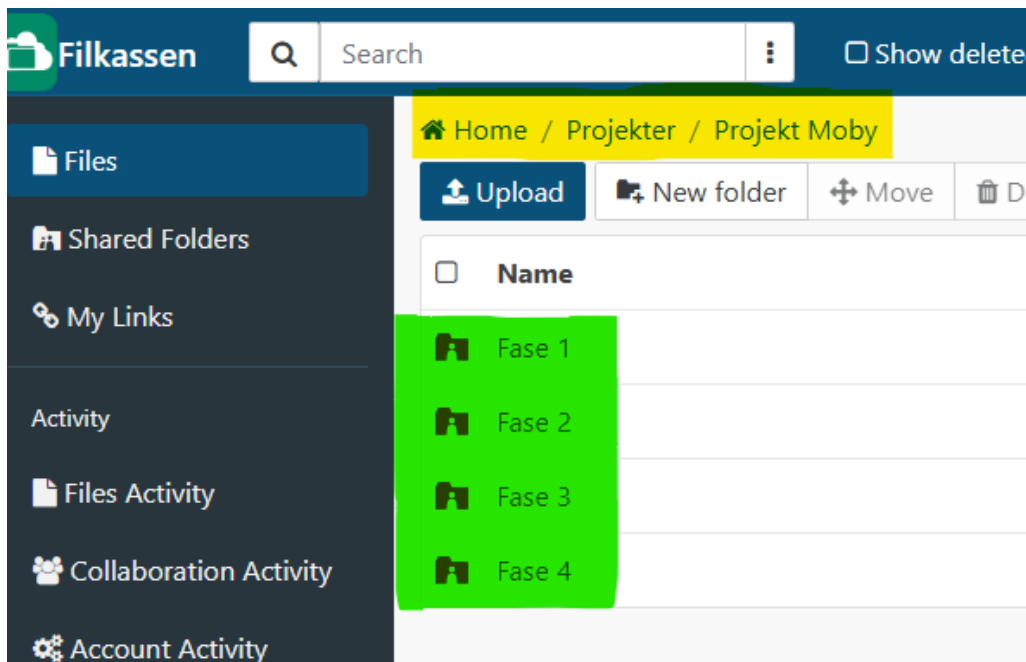 Filkassen
Search
Show delete
Files
Shared Folders
My Links
Activity
Files Activity
Collaboration Activity
Account Activity
Home / Projekter / Projekt Moby
Upload New folder Move D
Name
Fase 1
Fase 2
Fase 3
Fase 4